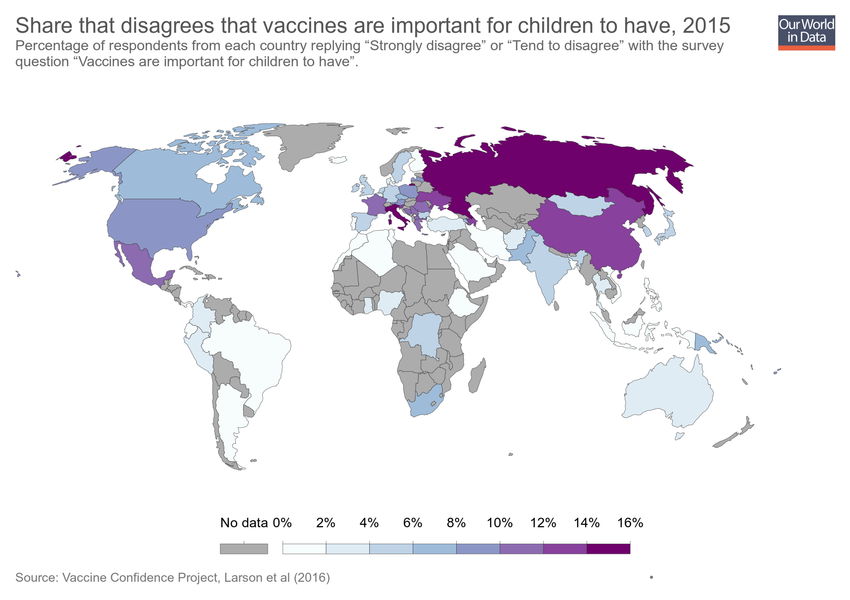 Share that disagrees that vaccines are important for children to have, 2015
Our World
in Data
Percentage of respondents from each country replying “Strongly disagree” or “Tend to disagree” with the survey
question “Vaccines are important for children to have”.
No data 0% 2% 4% 6% 8% 10% 12% 14% 16%
Source: Vaccine Confidence Project, Larson et al (2016)